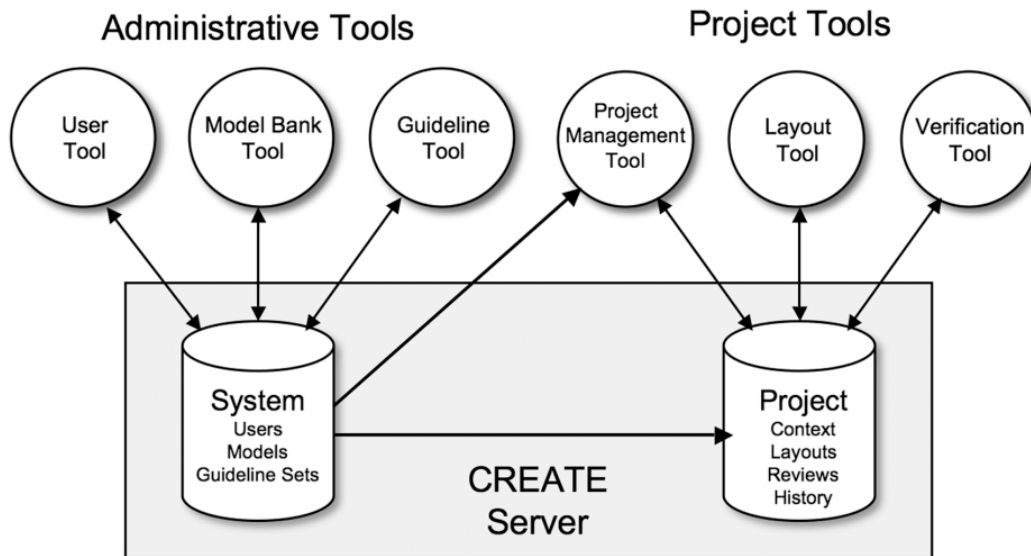 Administrative Tools
Project Tools
User
Tool
Model Bank
Tool
Guideline
Tool
Project
Management
Tool
Layout
Tool
Verification
Tool
System
Users
Models
Guideline Sets
Project
Context
Layouts
Reviews
History
CREATE
Server